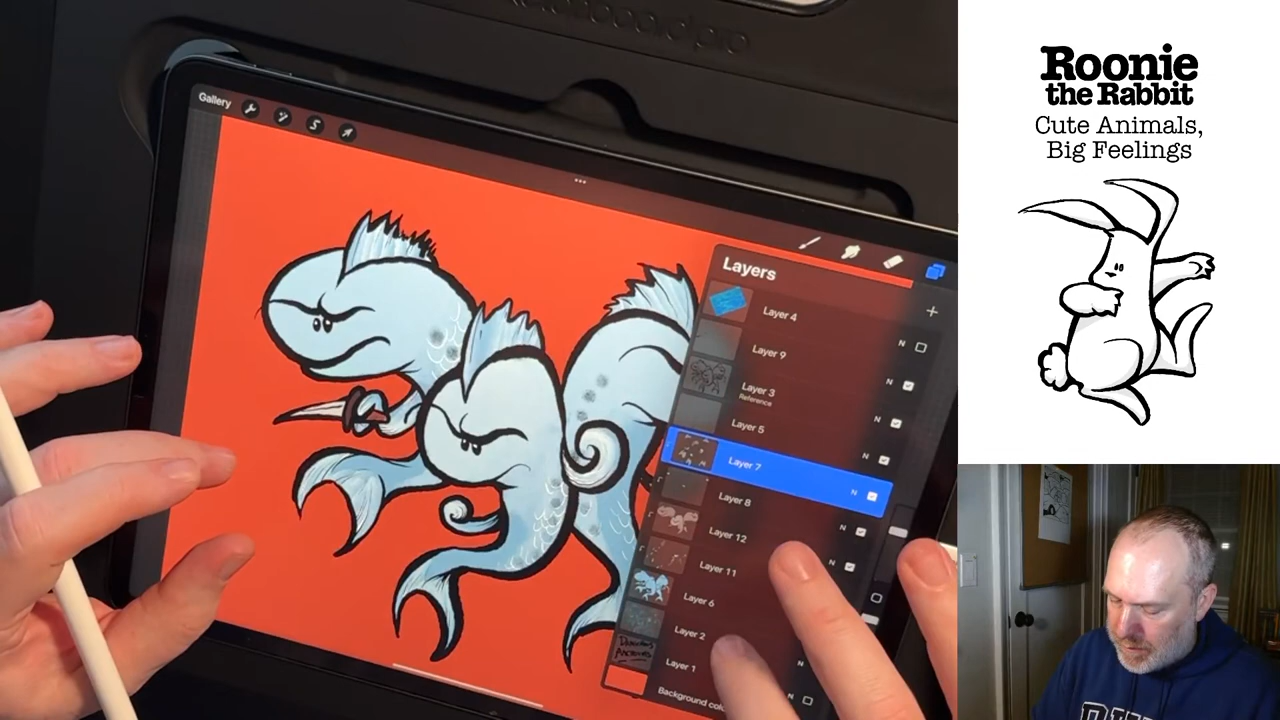 Gallery
Layers
Layer 4
N
Layer 9
N
Layer 3
Reference
N
Layer 5
N
Layer 7
N
Layer 8
N
Layer 12
N
Layer 11
Layer 6
Layer 2
N
Layer 1
N
Roonie
the Rabbit
Cute Animals,
Big Feelings